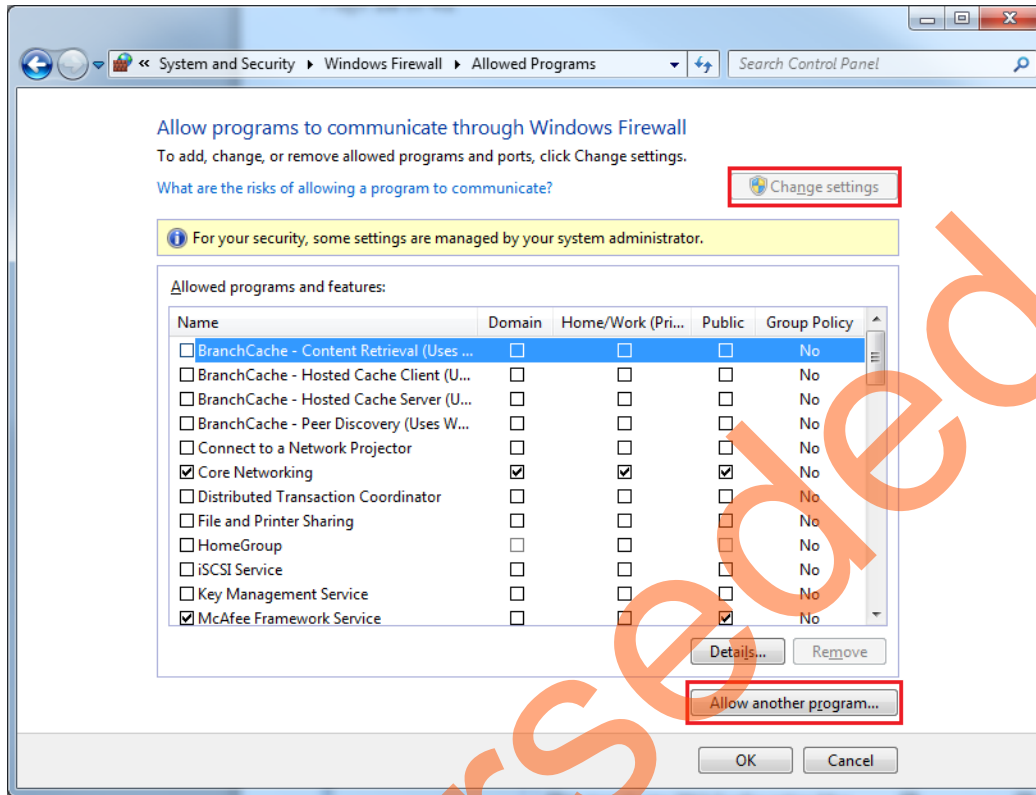 « System and Security ▸ Windows Firewall ▸ Allowed Programs
Search Control Panel
Allow programs to communicate through Windows Firewall
To add, change, or remove allowed programs and ports, click Change settings.
What are the risks of allowing a program to communicate?
Change settings
For your security, some settings are managed by your system administrator.
Allowed programs and features:
Name Domain Home/Work (Pri... Public Group Policy
BranchCache - Content Retrieval (Uses ... No
BranchCache - Hosted Cache Client (U... No
BranchCache - Hosted Cache Server (U... No
BranchCache - Peer Discovery (Uses W... No
Connect to a Network Projector No
Core Networking No
Distributed Transaction Coordinator No
File and Printer Sharing No
HomeGroup No
iSCSI Service No
Key Management Service No
McAfee Framework Service No
Details... Remove
Allow another program...
OK Cancel